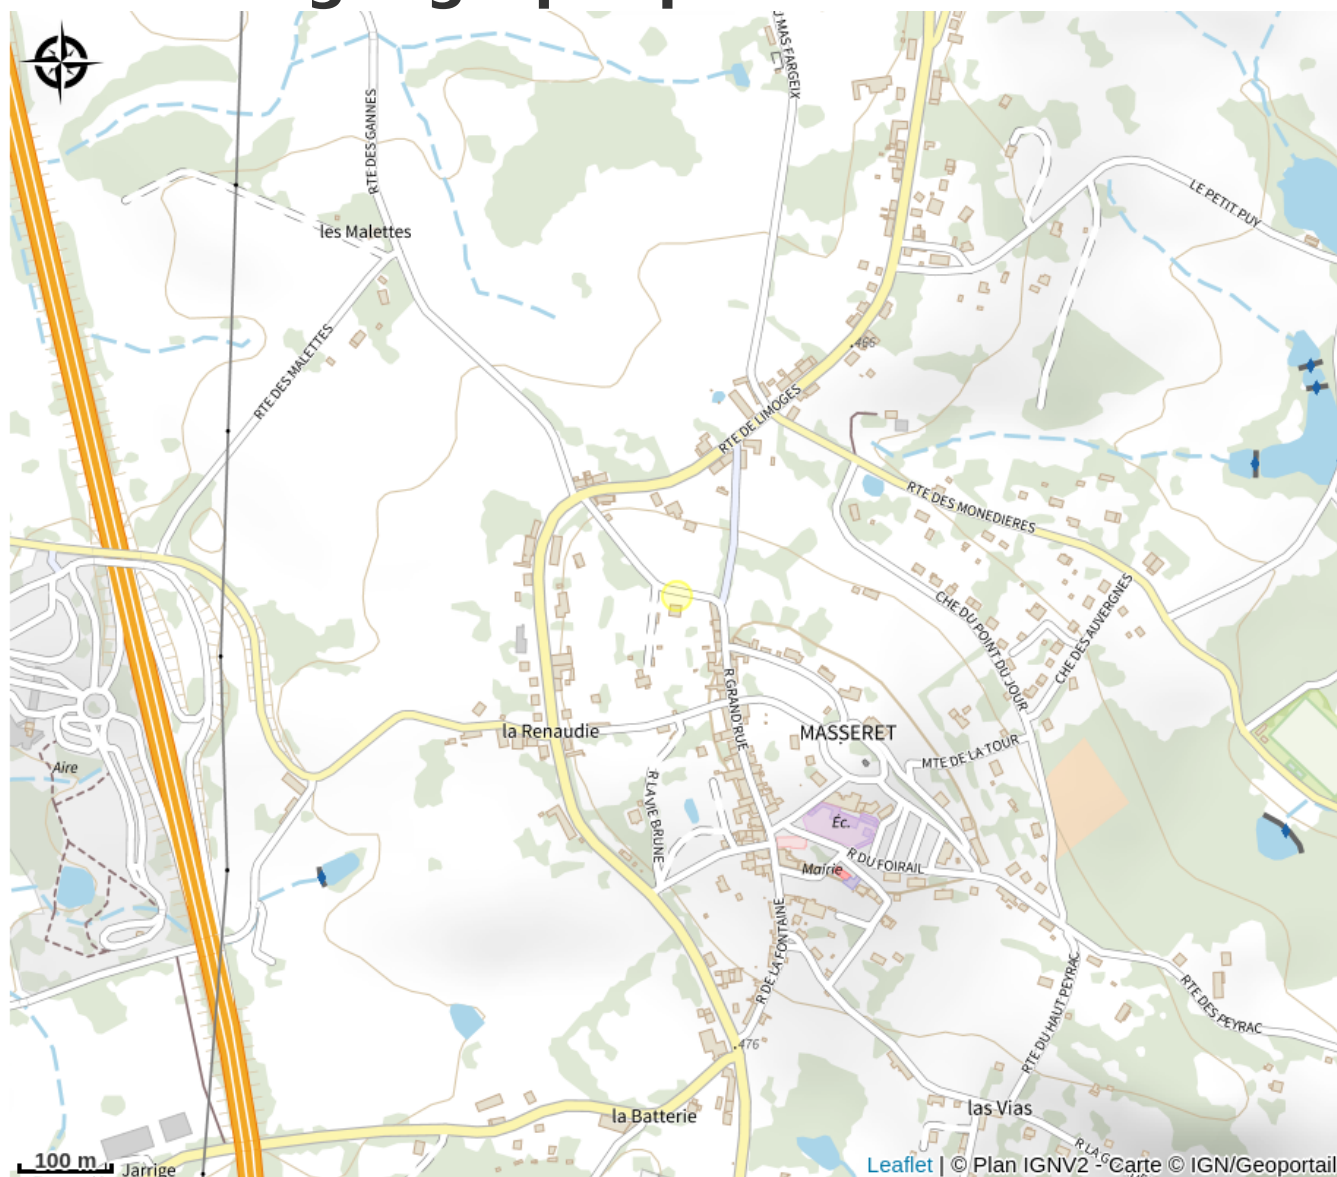 MAS FARGEIX
RTE DES GANNES
LE PETIT PUY
les Malettes
RTE DES MALETTES
466
RTE DE LIMOGES
RTE DES MONEDIERES
CHE DU POINT DU JOUR
CHE DES AUVERGNES
R GRAND'RUE
la Renaudie
MASSERET
MTE DE LA TOUR
Aire
R LAVIE BRUNE
Éc.
R DU FOIRAIL
Mairie
R DE LA FONTAINE
RTE DU HAUT PEYRAC
RTE DES PEYRAC
476
la Batterie
las Vias
R LA G
100 m
Jarrige
Leaflet | © Plan IGNV2 - Carte © IGN/Geoportail